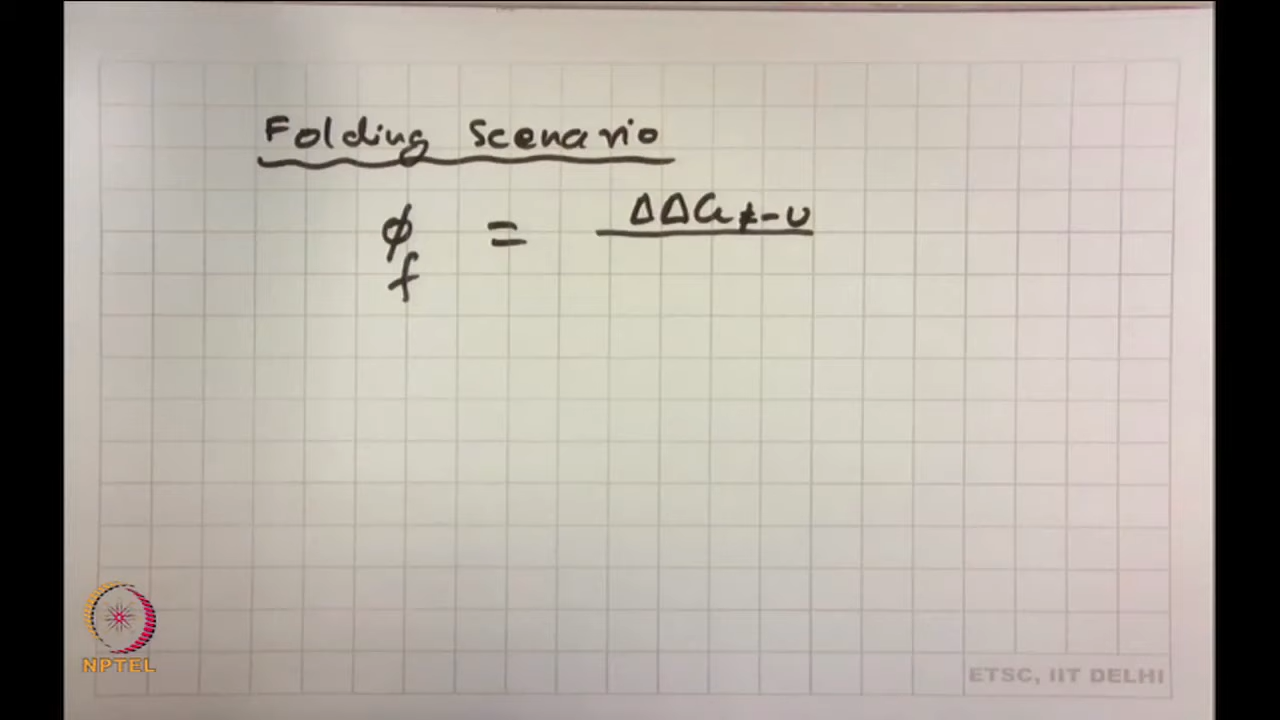 Folding Scenario
ϕ = ΔΔG‡-U
f
NPTEL
ETSC, IIT DELHI